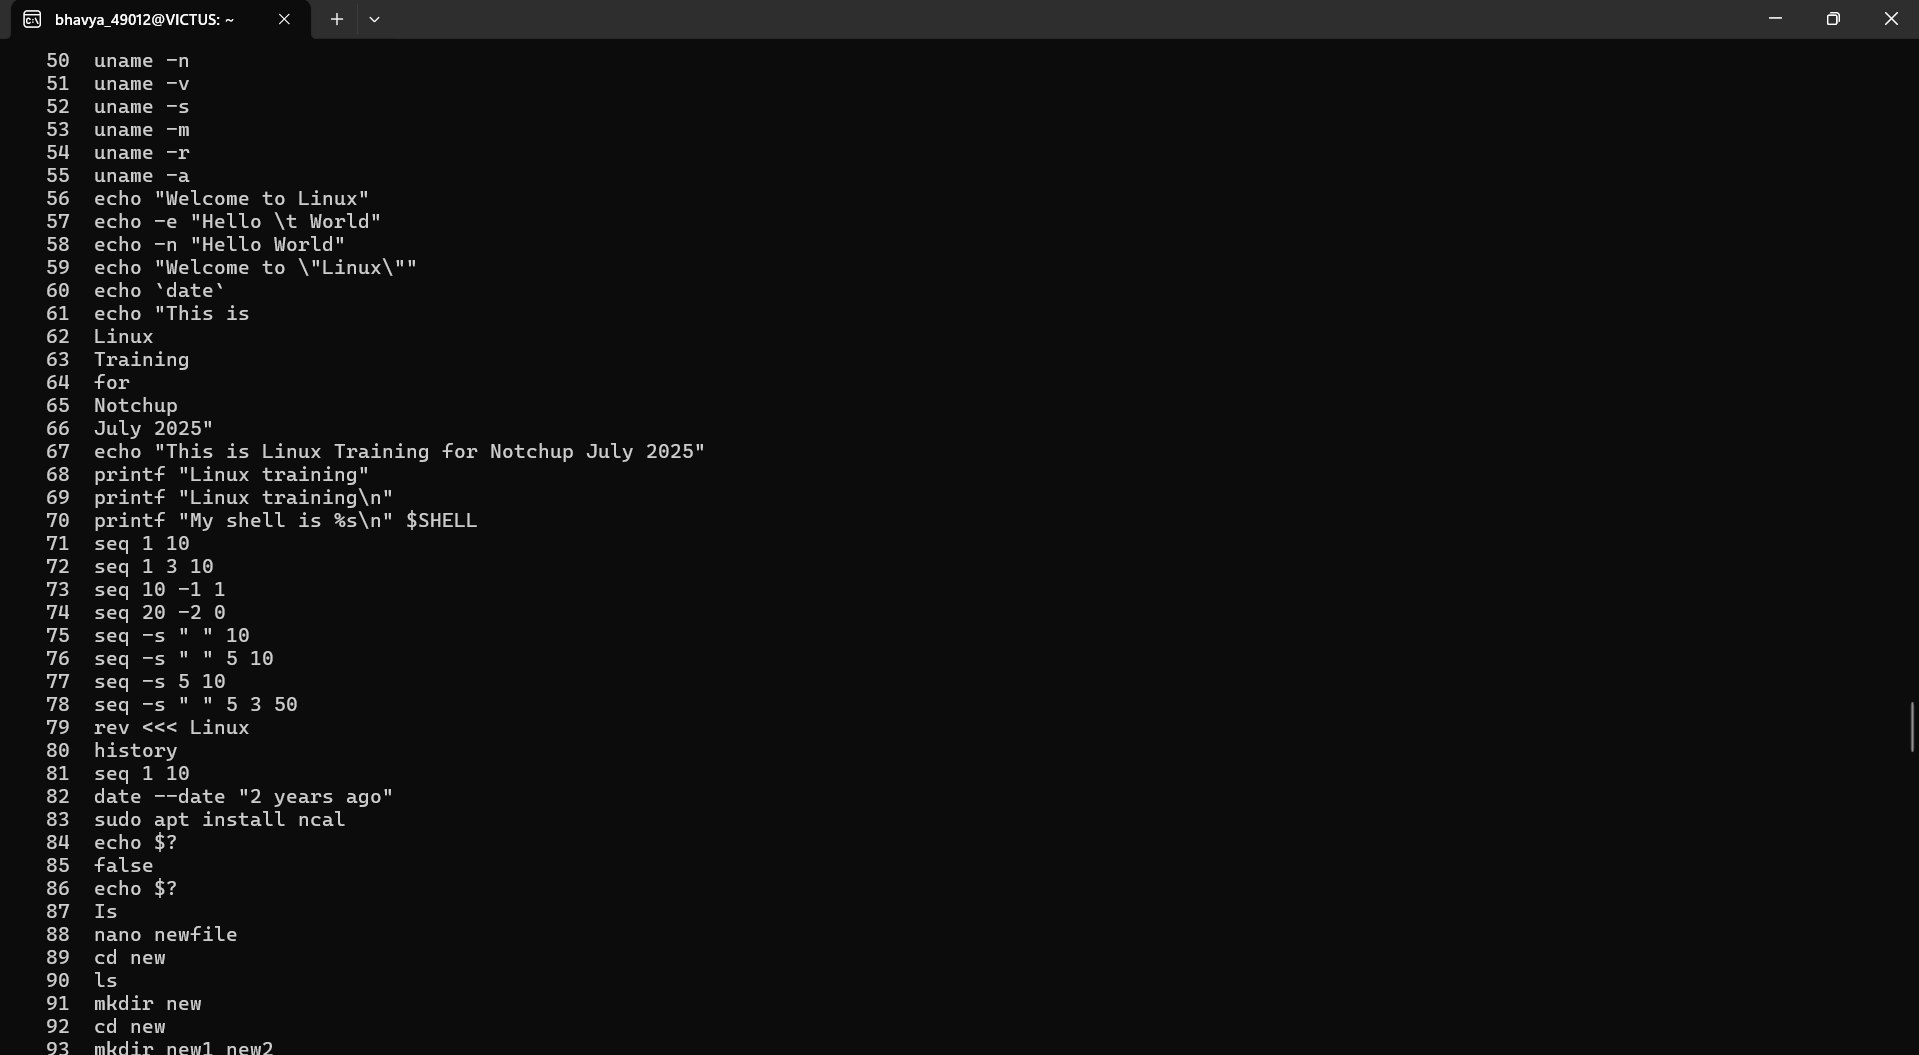 bhavya_49012@VICTUS: ~
50 uname -n
51 uname -v
52 uname -s
53 uname -m
54 uname -r
55 uname -a
56 echo "Welcome to Linux"
57 echo -e "Hello \t World"
58 echo -n "Hello World"
59 echo "Welcome to \"Linux\""
60 echo `date`
61 echo "This is
62 Linux
63 Training
64 for
65 Notchup
66 July 2025"
67 echo "This is Linux Training for Notchup July 2025"
68 printf "Linux training"
69 printf "Linux training\n"
70 printf "My shell is %s\n" $SHELL
71 seq 1 10
72 seq 1 3 10
73 seq 10 -1 1
74 seq 20 -2 0
75 seq -s " " 10
76 seq -s " " 5 10
77 seq -s 5 10
78 seq -s " " 5 3 50
79 rev <<< Linux
80 history
81 seq 1 10
82 date --date "2 years ago"
83 sudo apt install ncal
84 echo $?
85 false
86 echo $?
87 Is
88 nano newfile
89 cd new
90 ls
91 mkdir new
92 cd new
93 mkdir new1 new2